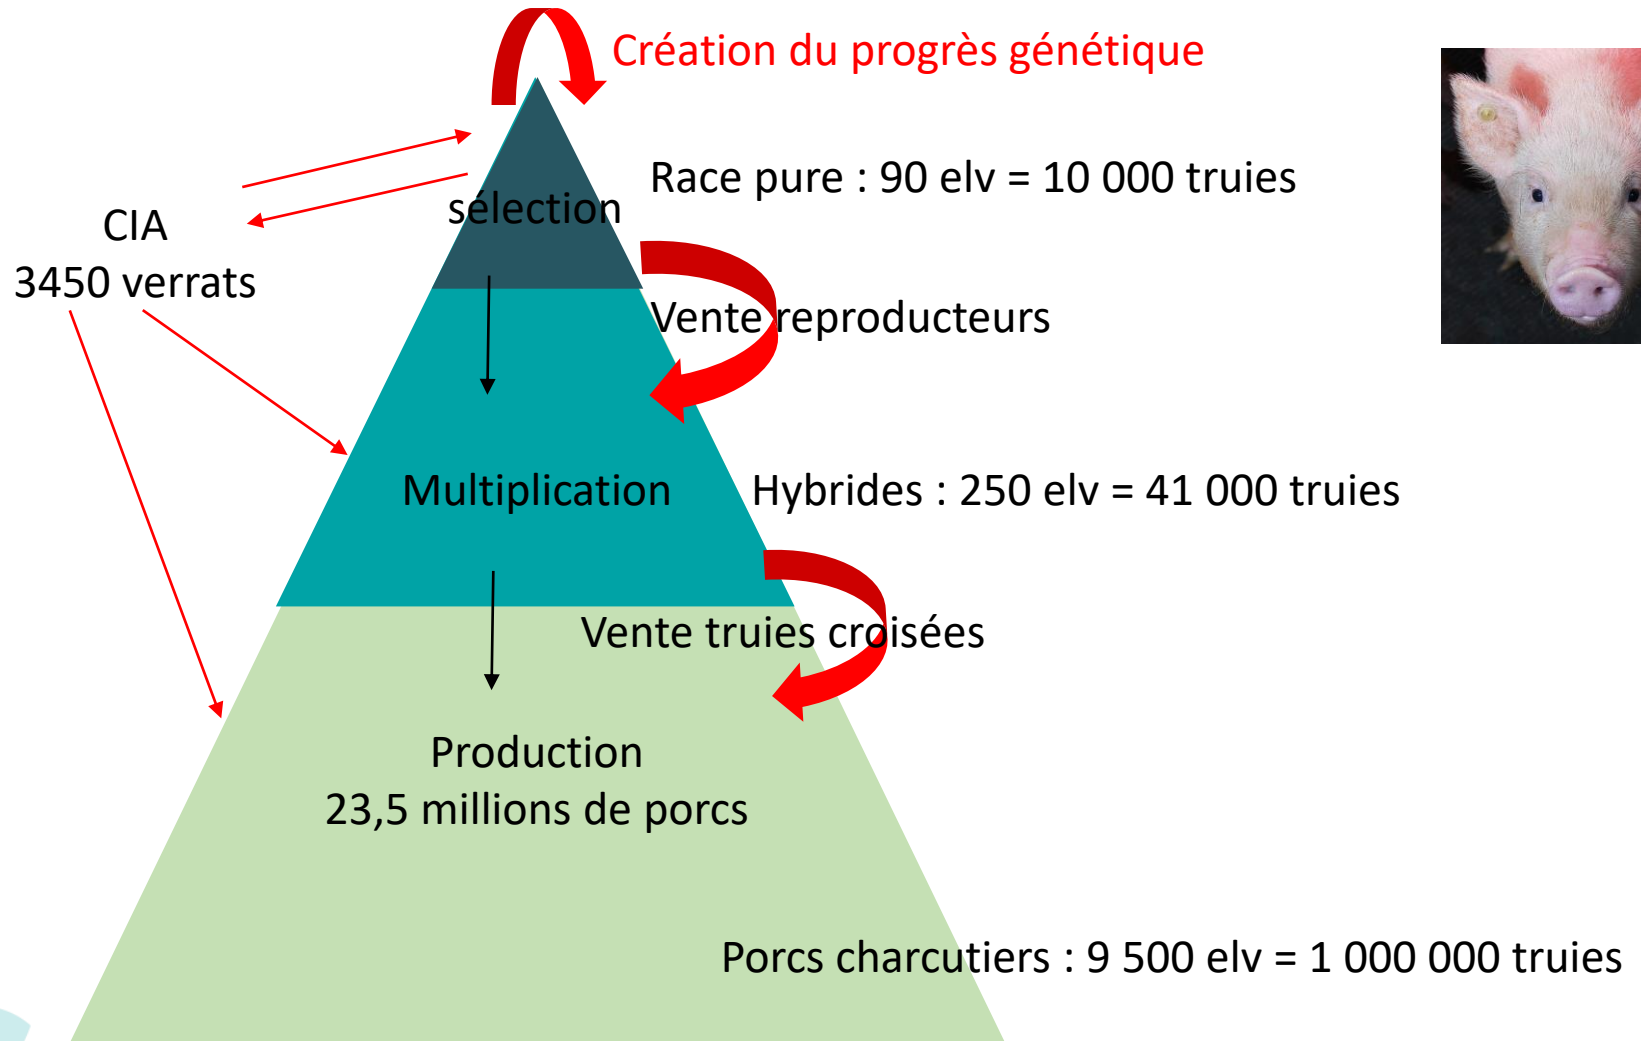 Création du progrès génétique
Race pure : 90 elv = 10 000 truies
sélection
CIA
3450 verrats
Vente reproducteurs
Multiplication
Hybrides : 250 elv = 41 000 truies
Vente truies croisées
Production
23,5 millions de porcs
Porcs charcutiers : 9 500 elv = 1 000 000 truies